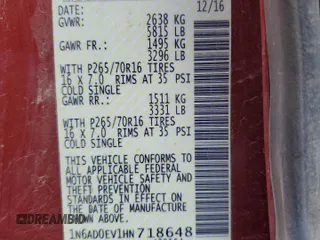 12/16
GVWR: 2638 KG
5815 LB
GAWR FR.: 1495 KG
3296 LB
WITH P265/70R16 TIRES
16 X 7.0 RIMS AT 35 PSI
COLD SINGLE
GAWR RR.: 1511 KG
3331 LB
WITH P265/70R16 TIRES
16 X 7.0 RIMS AT 35 PSI
COLD SINGLE
THIS VEHICLE CONFORMS
TO ALL APPLICABLE FEDERAL
MOTOR VEHICLE SAFETY AND
THEFT PREVENTION
STANDARDS IN EFFECT ON
THE DATE OF MANUFACTURE
SHOWN ABOVE.
1N6AD0EV1HN718648
DREAMBID